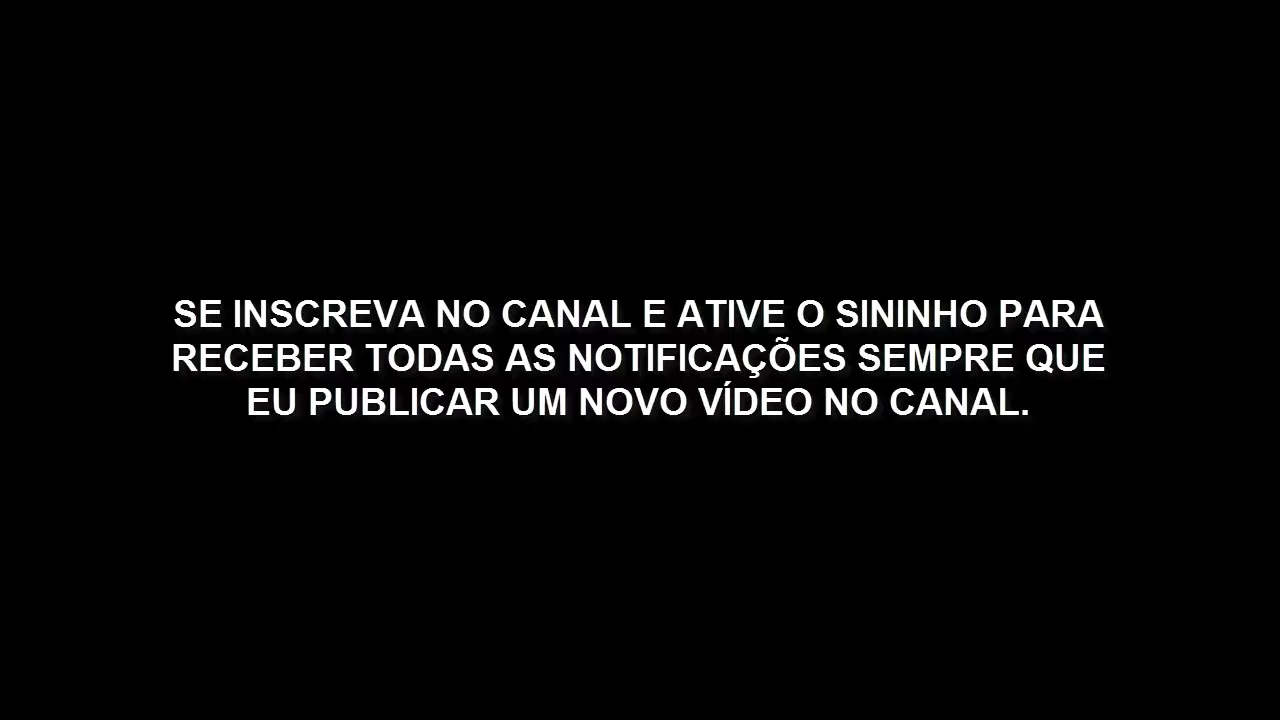 SE INSCREVA NO CANAL E ATIVE O SININHO PARA
RECEBER TODAS AS NOTIFICAÇÕES SEMPRE QUE
EU PUBLICAR UM NOVO VÍDEO NO CANAL.